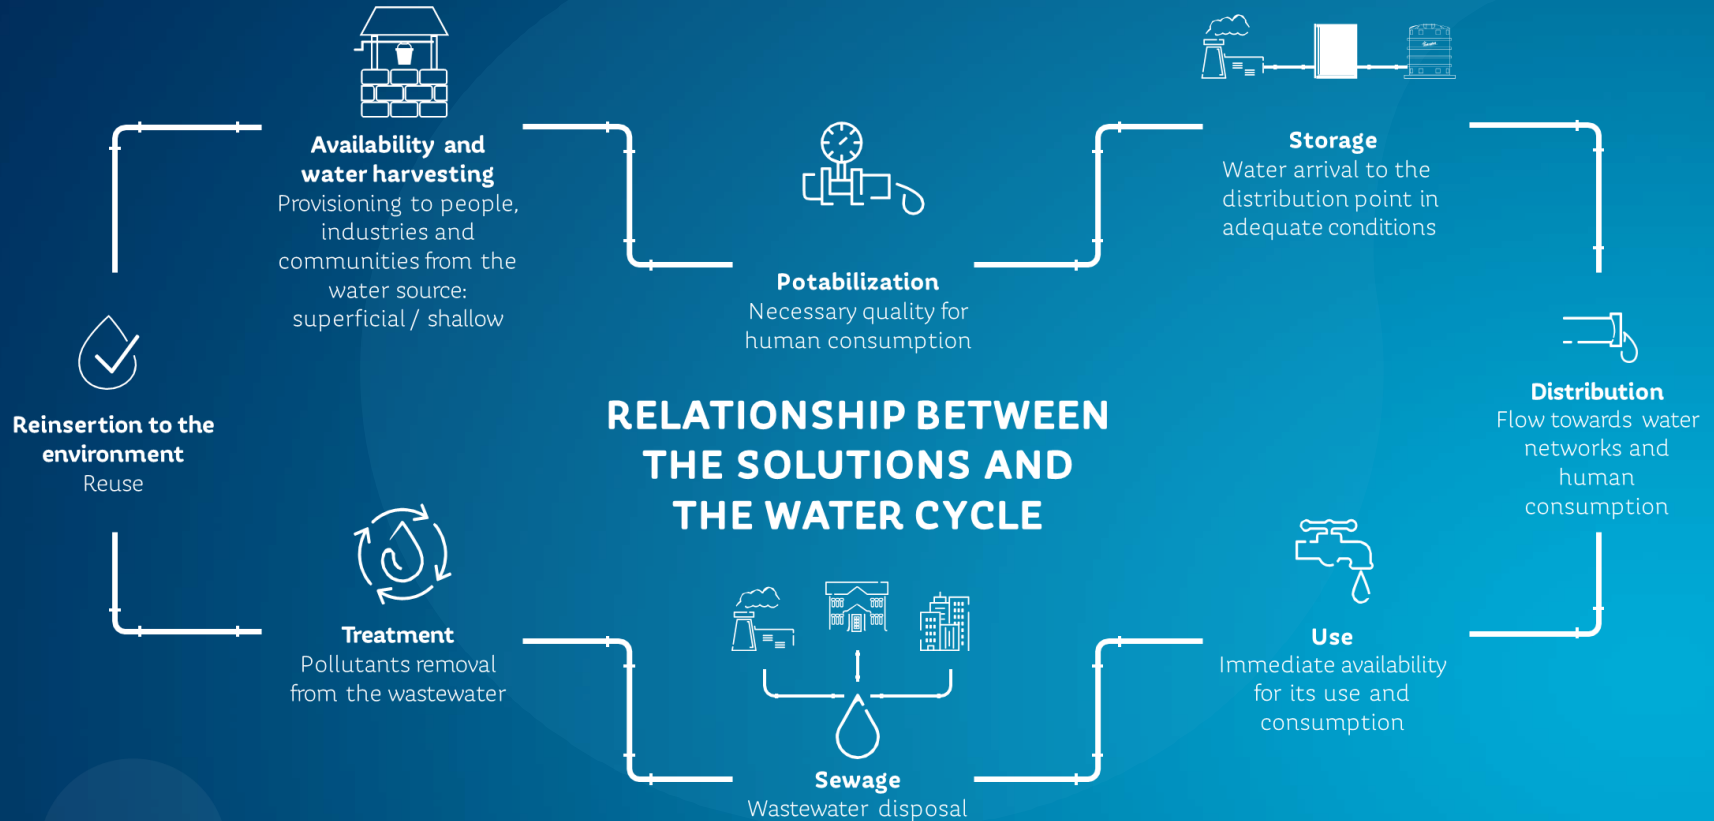 Availability and
water harvesting
Provisioning to people,
industries and
communities from the
water source:
superficial / shallow
Potabilization
Necessary quality for
human consumption
Storage
Water arrival to the
distribution point in
adequate conditions
Distribution
Flow towards water
networks and
human
consumption
RELATIONSHIP BETWEEN
THE SOLUTIONS AND
THE WATER CYCLE
Use
Immediate availability
for its use and
consumption
Sewage
Wastewater disposal
Treatment
Pollutants removal
from the wastewater
Reinsertion to the
environment
Reuse